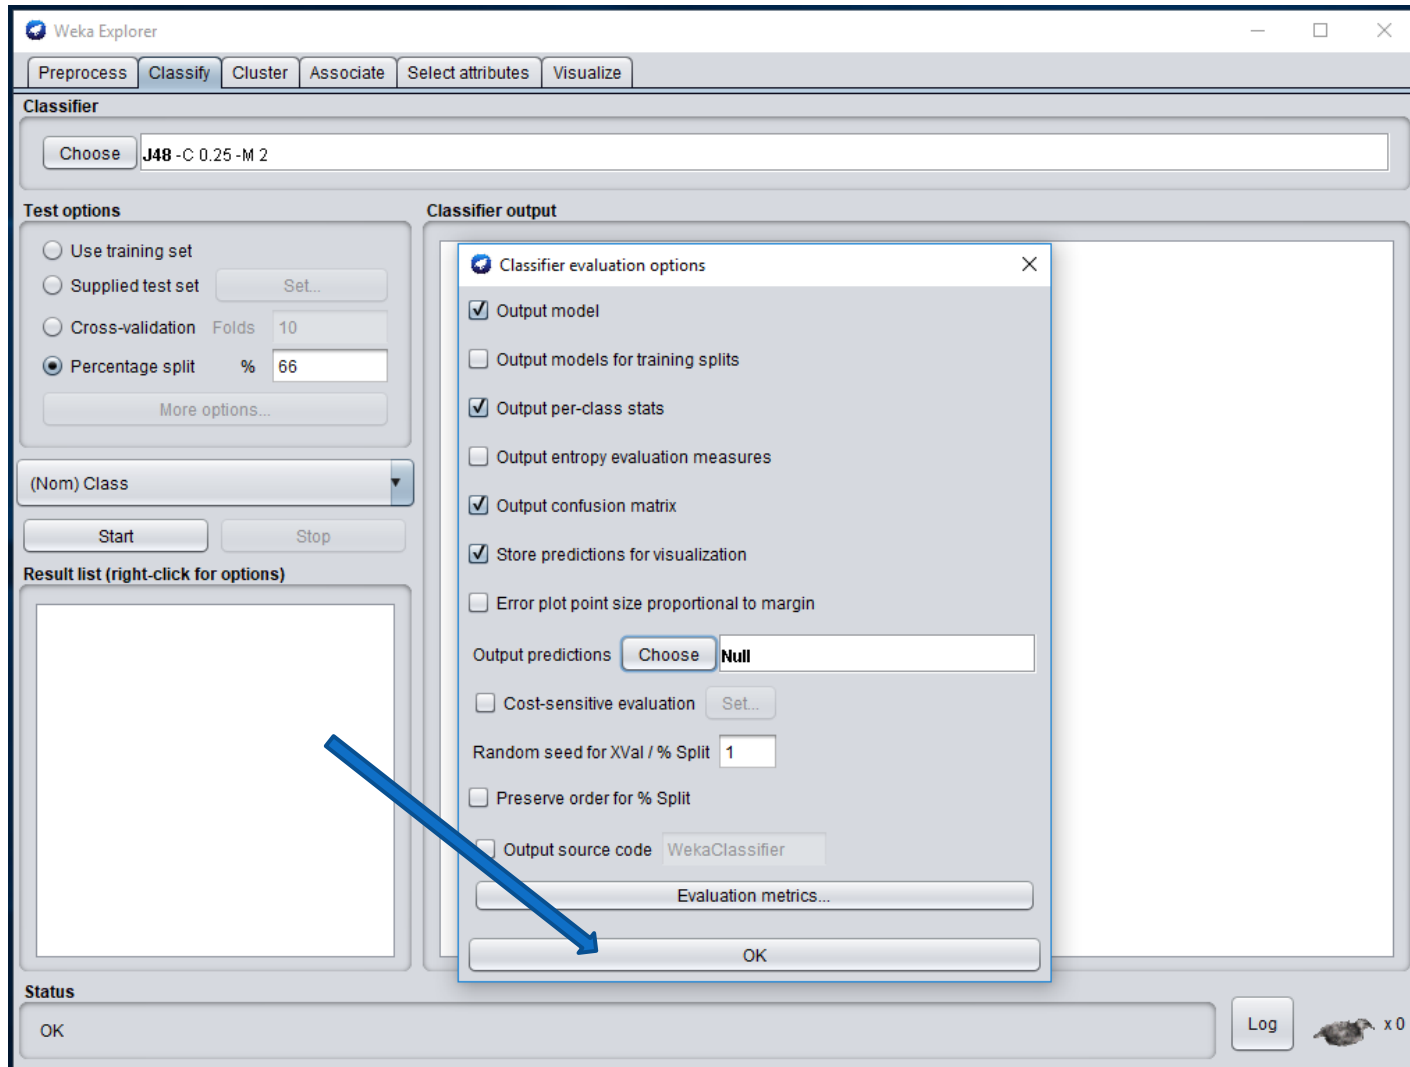 Weka Explorer
Preprocess Classify Cluster Associate Select attributes Visualize
Classifier
Choose J48 -C 0.25 -M 2
Test options
Use training set
Supplied test set Set...
Cross-validation Folds 10
Percentage split % 66
More options...
(Nom) Class
Start Stop
Result list (right-click for options)
Classifier output
Classifier evaluation options
Output model
Output models for training splits
Output per-class stats
Output entropy evaluation measures
Output confusion matrix
Store predictions for visualization
Error plot point size proportional to margin
Output predictions Choose Null
Cost-sensitive evaluation Set...
Random seed for XVal / % Split 1
Preserve order for % Split
Output source code WekaClassifier
Evaluation metrics...
OK
Status
OK
Log x 0